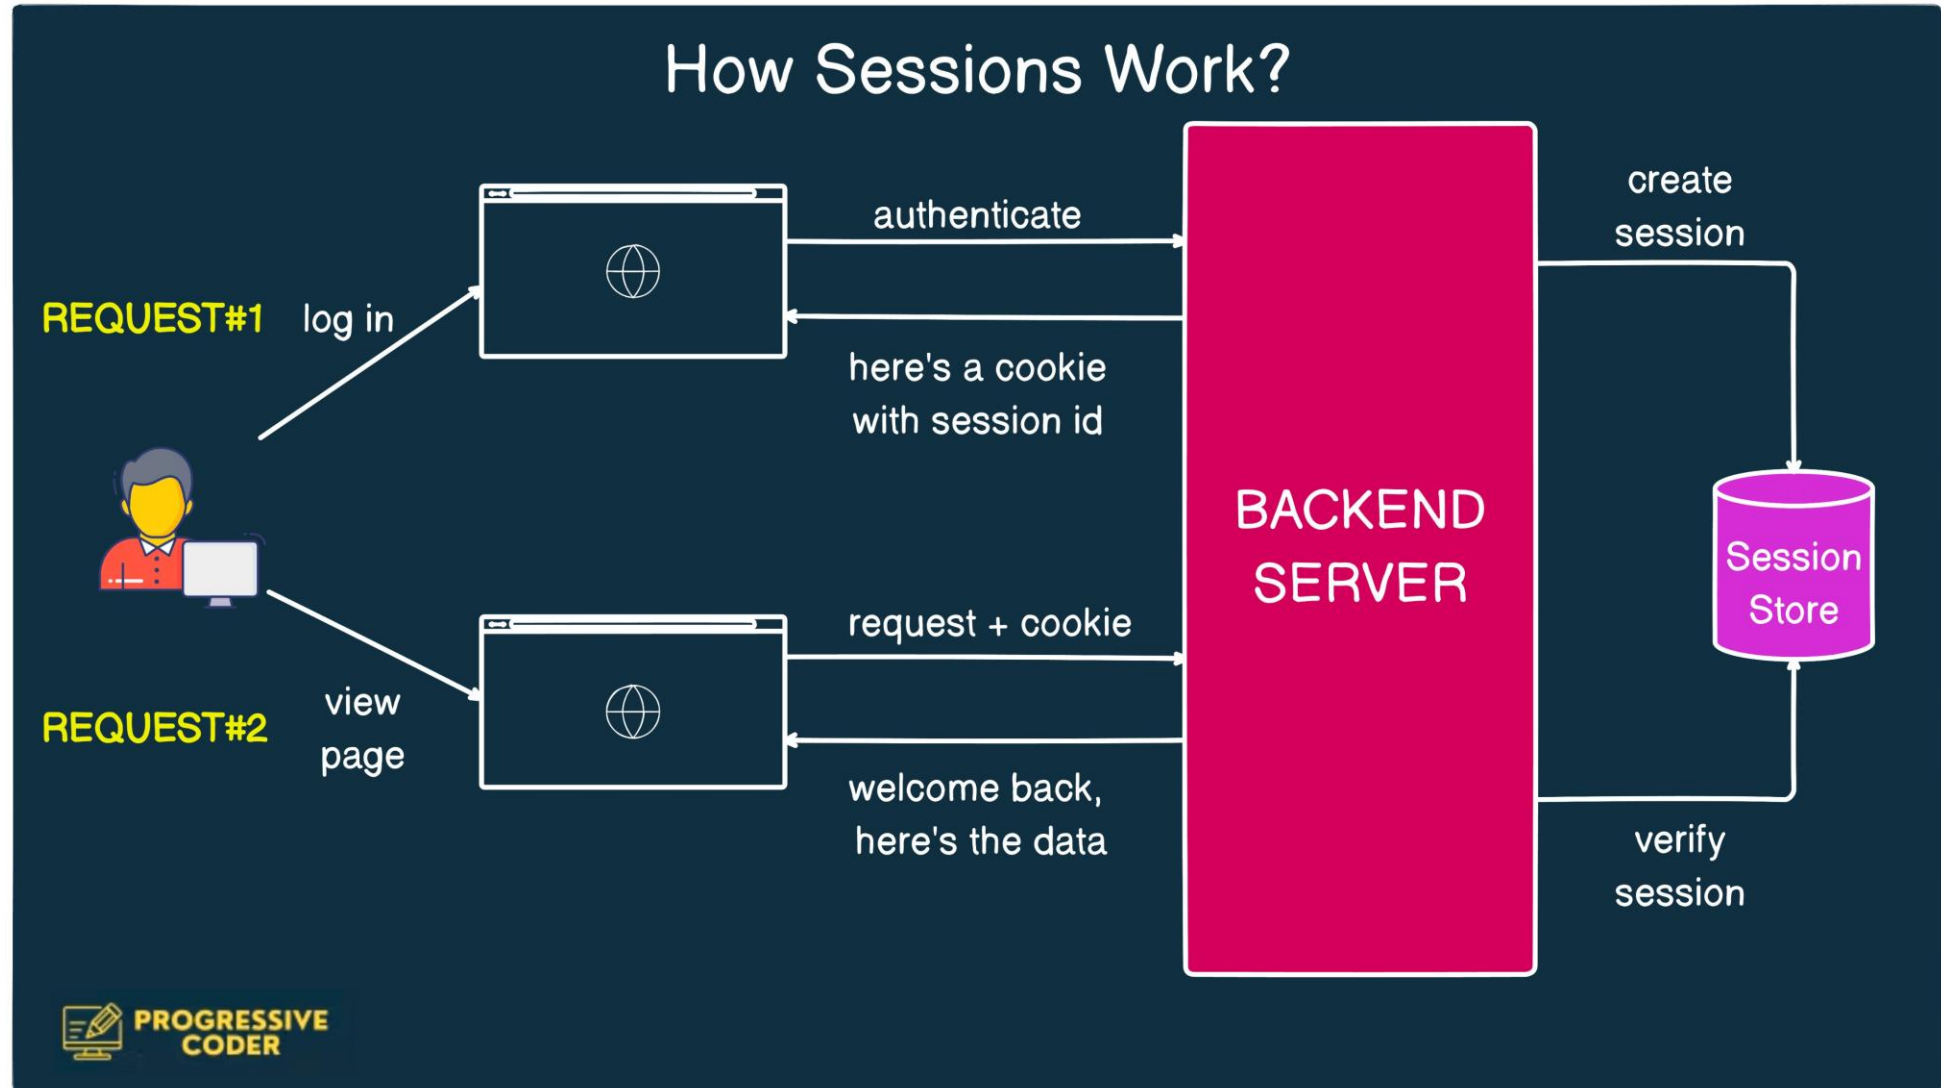 How Sessions Work?
REQUEST#1
log in
authenticate
here's a cookie
with session id
create
session
BACKEND
SERVER
Session
Store
REQUEST#2
view
page
request + cookie
welcome back,
here's the data
verify
session
PROGRESSIVE
CODER